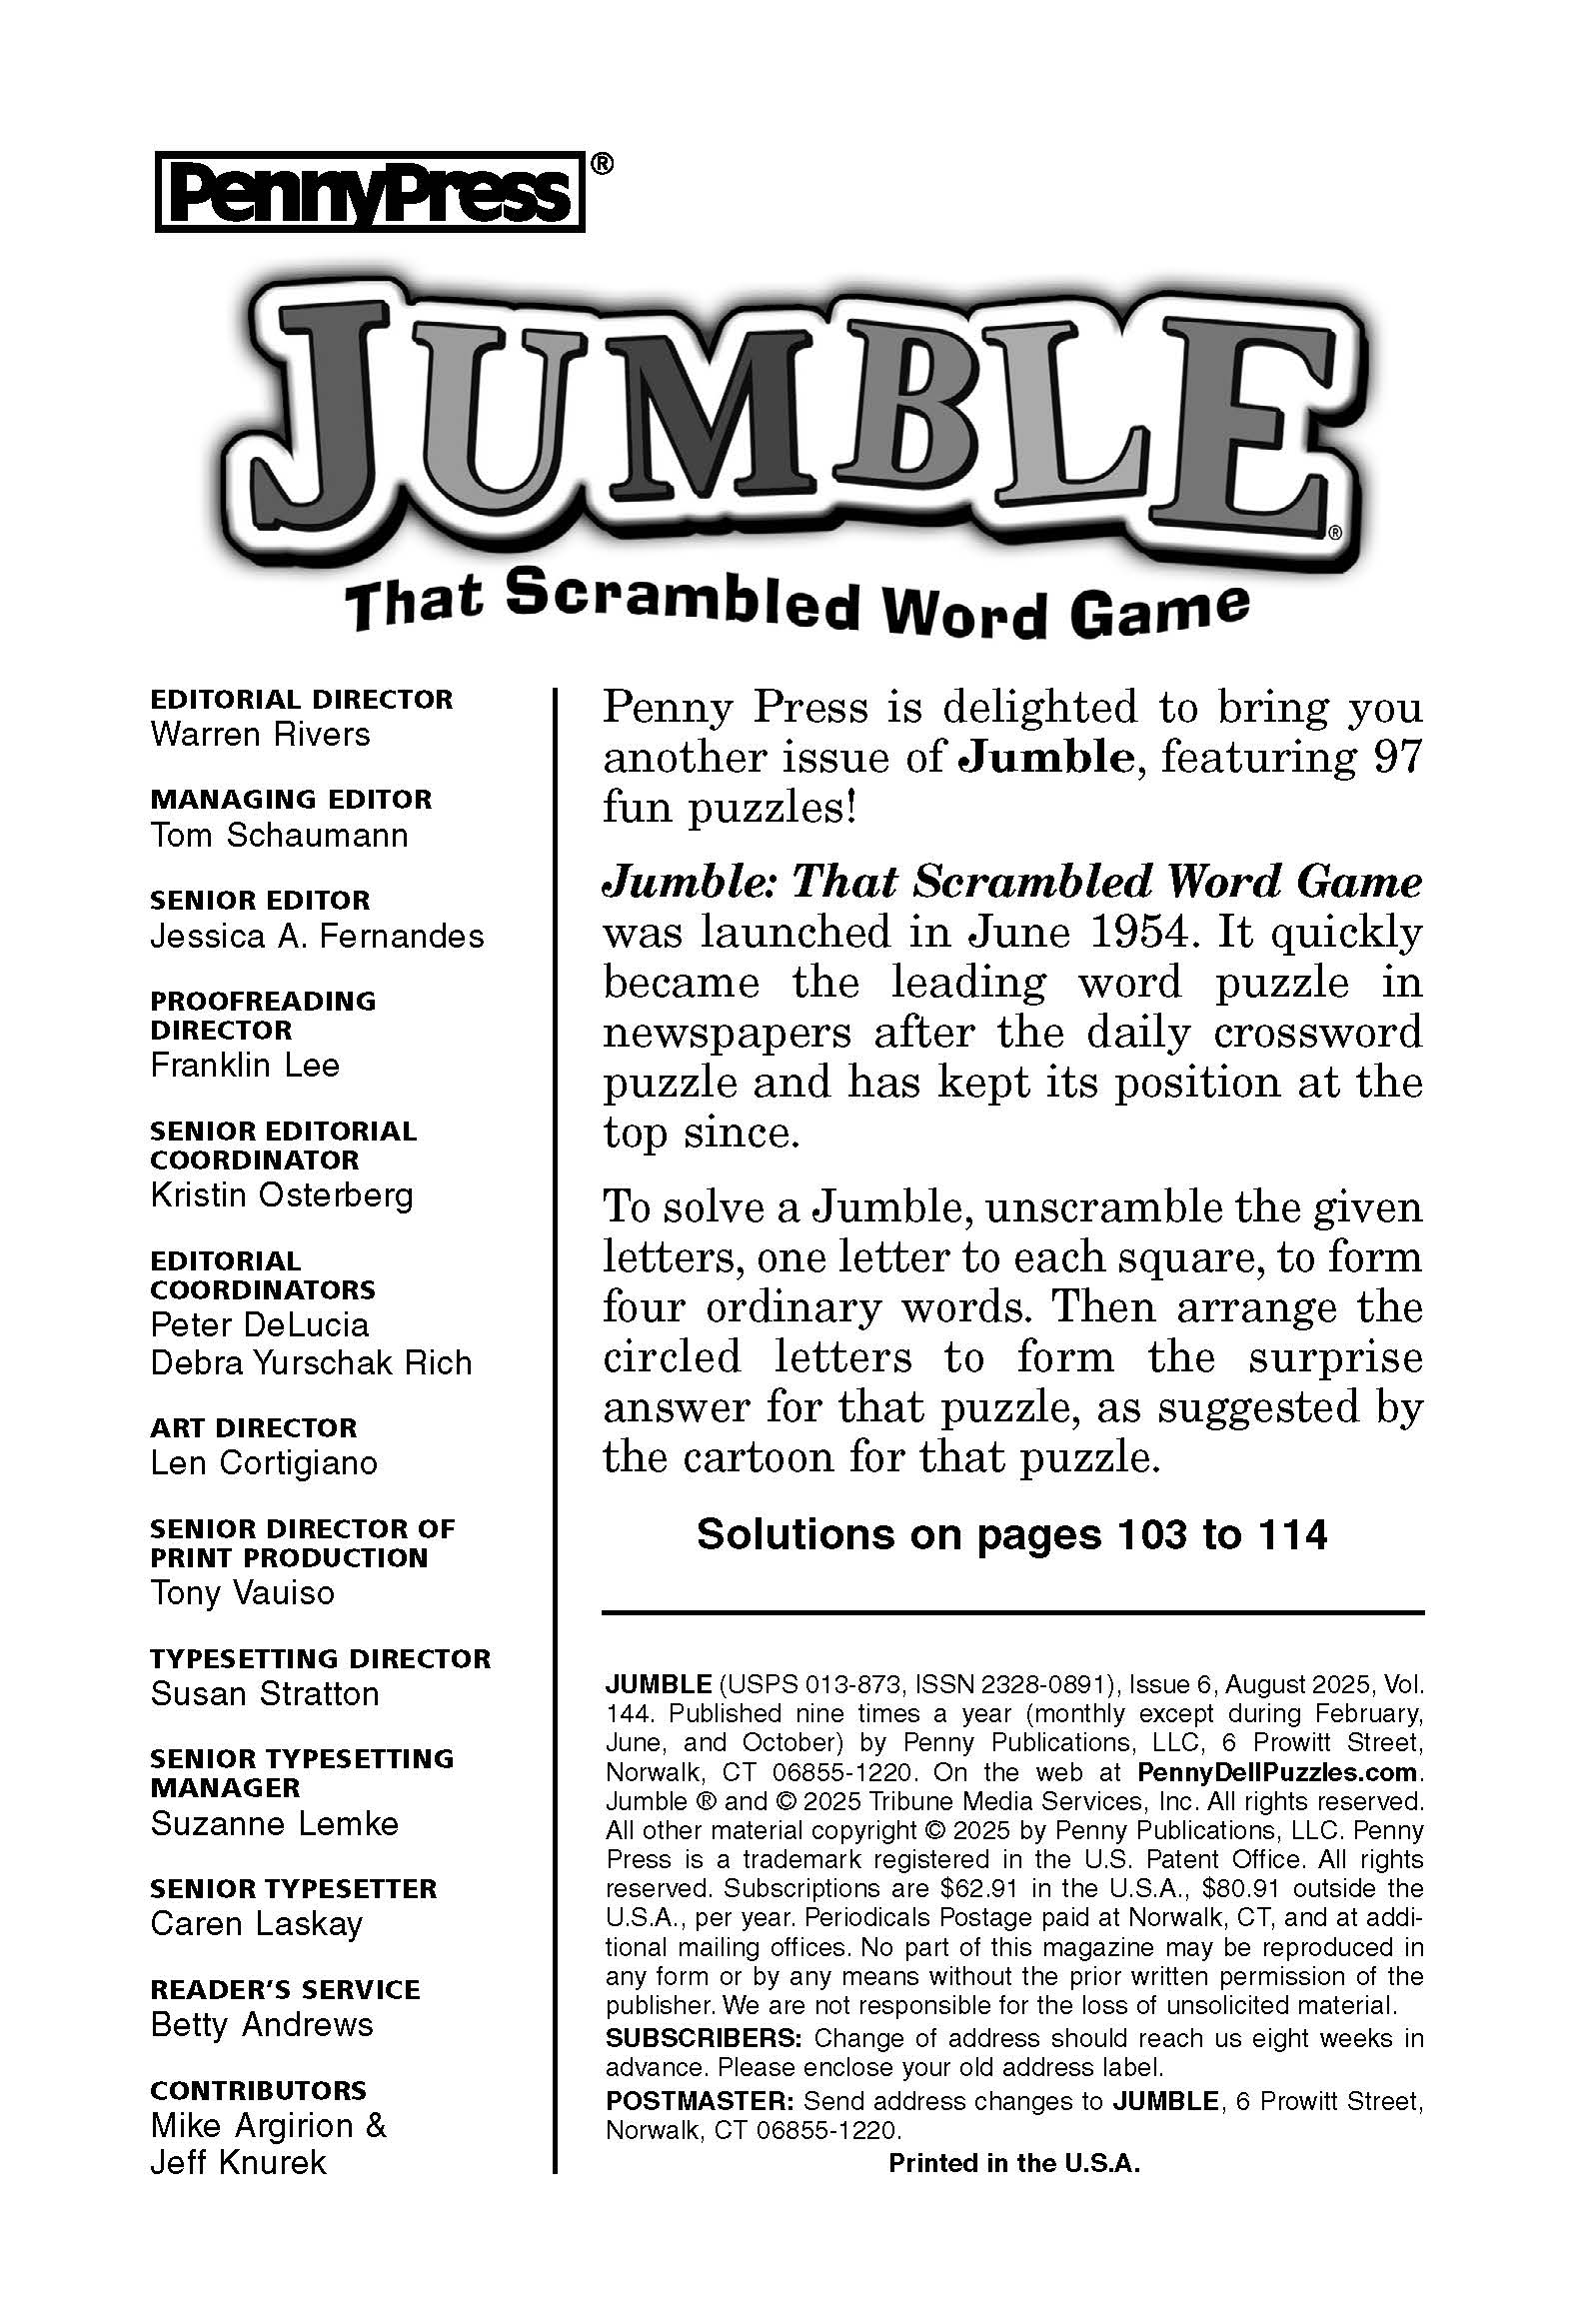 PennyPress®
JUMBLE®
That Scrambled Word Game
EDITORIAL DIRECTOR
Warren Rivers
MANAGING EDITOR
Tom Schaumann
SENIOR EDITOR
Jessica A. Fernandes
PROOFREADING
DIRECTOR
Franklin Lee
SENIOR EDITORIAL
COORDINATOR
Kristin Osterberg
EDITORIAL
COORDINATORS
Peter DeLucia
Debra Yurschak Rich
ART DIRECTOR
Len Cortigiano
SENIOR DIRECTOR OF
PRINT PRODUCTION
Tony Vauiso
TYPESETTING DIRECTOR
Susan Stratton
SENIOR TYPESETTING
MANAGER
Suzanne Lemke
SENIOR TYPESETTER
Caren Laskay
READER'S SERVICE
Betty Andrews
CONTRIBUTORS
Mike Argirion &
Jeff Knurek
Penny Press is delighted to bring you
another issue of Jumble, featuring 97
fun puzzles!
Jumble: That Scrambled Word Game
was launched in June 1954. It quickly
became the leading word puzzle in
newspapers after the daily crossword
puzzle and has kept its position at the
top since.
To solve a Jumble, unscramble the given
letters, one letter to each square, to form
four ordinary words. Then arrange the
circled letters to form the surprise
answer for that puzzle, as suggested by
the cartoon for that puzzle.
Solutions on pages 103 to 114
JUMBLE (USPS 013-873, ISSN 2328-0891), Issue 6, August 2025, Vol.
144. Published nine times a year (monthly except during February,
June, and October) by Penny Publications, LLC, 6 Prowitt Street,
Norwalk, CT 06855-1220. On the web at PennyDellPuzzles.com.
Jumble ® and © 2025 Tribune Media Services, Inc. All rights reserved.
All other material copyright © 2025 by Penny Publications, LLC. Penny
Press is a trademark registered in the U.S. Patent Office. All rights
reserved. Subscriptions are $62.91 in the U.S.A., $80.91 outside the
U.S.A., per year. Periodicals Postage paid at Norwalk, CT, and at addi-
tional mailing offices. No part of this magazine may be reproduced in
any form or by any means without the prior written permission of the
publisher. We are not responsible for the loss of unsolicited material.
SUBSCRIBERS: Change of address should reach us eight weeks in
advance. Please enclose your old address label.
POSTMASTER: Send address changes to JUMBLE, 6 Prowitt Street,
Norwalk, CT 06855-1220.
Printed in the U.S.A.